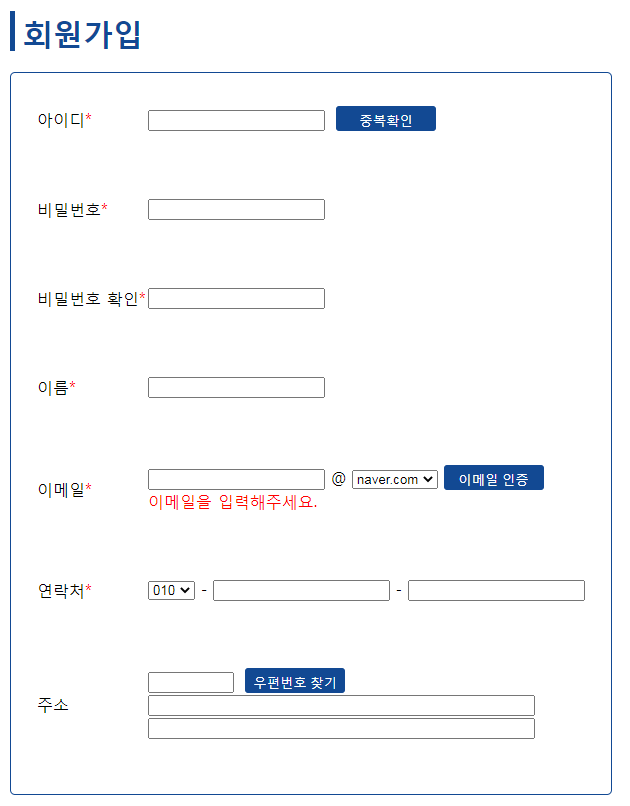 회원가입
아이디* 중복확인
비밀번호*
비밀번호 확인*
이름*
이메일* @ naver.com 이메일 인증
이메일을 입력해주세요.
연락처* 010 - -
우편번호 찾기
주소